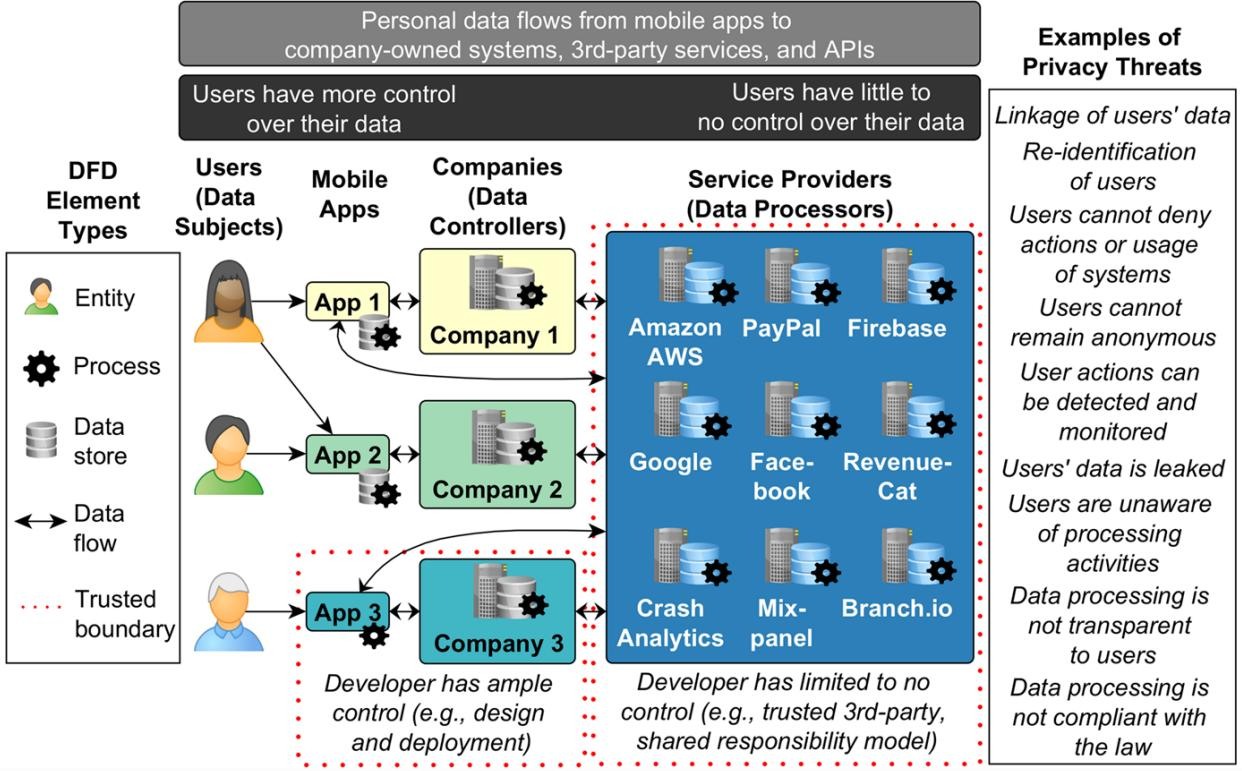 Personal data flows from mobile apps to
company-owned systems, 3rd-party services, and APIs
Users have more control
over their data
Users have little to
no control over their data
DFD
Element
Types
Entity
Process
Data
store
Data
flow
Trusted
boundary
Users
(Data
Subjects)
Mobile
Apps
Companies
(Data
Controllers)
Service Providers
(Data Processors)
App 1
Company 1
App 2
Company 2
App 3
Company 3
Amazon
AWS
PayPal
Firebase
Google
Face-
book
Revenue-
Cat
Crash
Analytics
Mix-
panel
Branch.io
Developer has ample
control (e.g., design
and deployment)
Developer has limited to no
control (e.g., trusted 3rd-party,
shared responsibility model)
Examples of
Privacy Threats
Linkage of users' data
Re-identification
of users
Users cannot deny
actions or usage
of systems
Users cannot
remain anonymous
User actions can
be detected and
monitored
Users' data is leaked
Users are unaware
of processing
activities
Data processing is
not transparent
to users
Data processing is
not compliant with
the law